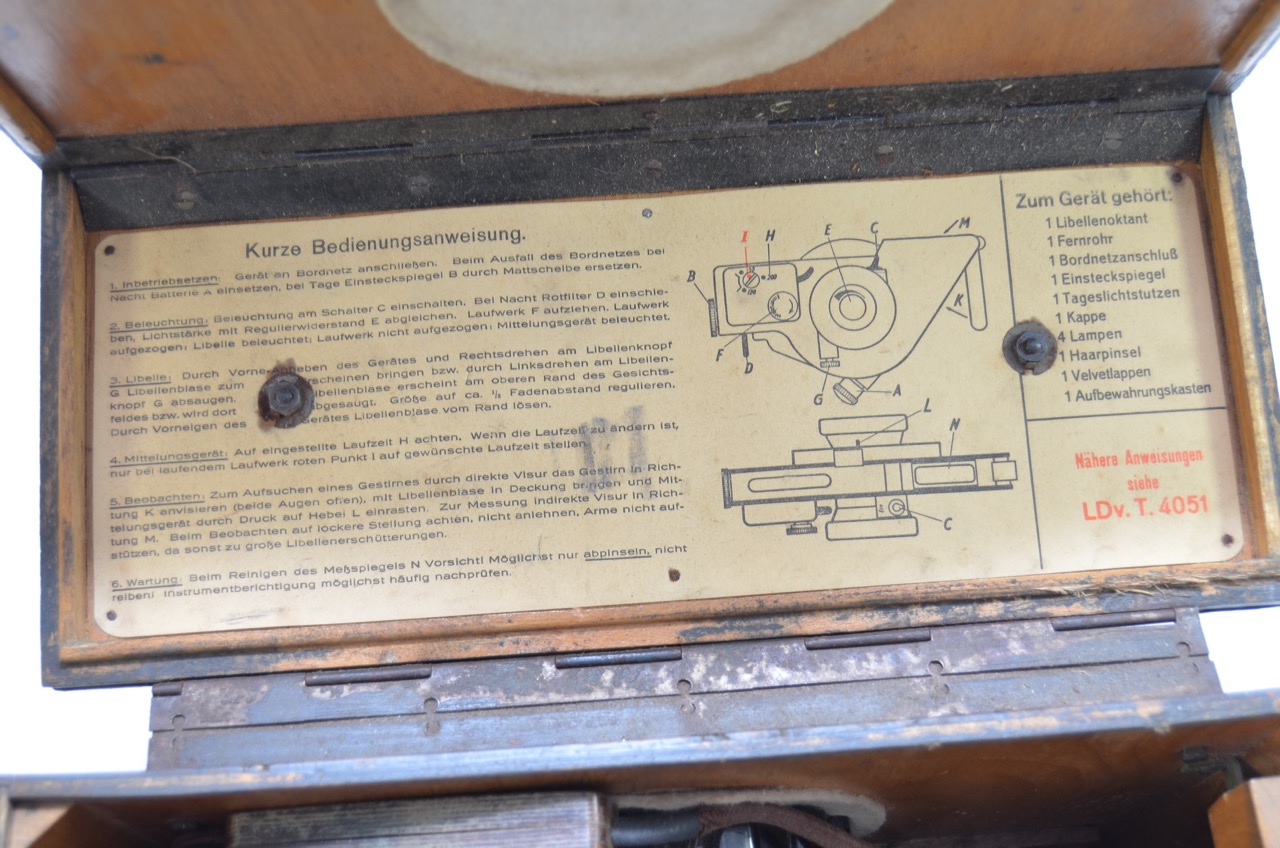 Kurze Bedienungsanweisung.
1. Inbetriebsetzen: Gerät an Bordnetz anschließen. Beim Ausfall des Bordnetzes bei
Nacht Batterie A einsetzen, bei Tage Einsteckspiegel B durch Mattscheibe ersetzen.
2. Beleuchtung: Beleuchtung am Schalter C einschalten. Bei Nacht Rotfilter D einschie-
ben, Lichtstärke mit Regulierwiderstand E abgleichen. Laufwerk F aufziehen, Laufwerk
aufgezogen: Libelle beleuchtet; Laufwerk nicht aufgezogen: Mittelungsgerät beleuchtet.
3. Libelle: Durch Vorne ben des Gerätes und Rechtsdrehen am Libellenknopf
G Libellenblase zum rscheinen bringen bzw. durch Linksdrehen am Libellen-
knopf G absaugen. bellenblase erscheint am oberen Rand des Gesichts-
feldes bzw. wird dort bgesaugt. Größe auf ca. ⅓ Fadenabstand regulieren.
Durch Vorneigen des Gerätes Libellenblase vom Rand lösen.
4. Mittelungsgerät: Auf eingestellte Laufzeit H achten. Wenn die Laufzeit zu ändern ist,
nur bei laufendem Laufwerk roten Punkt I auf gewünschte Laufzeit stellen.
5. Beobachten: Zum Aufsuchen eines Gestirnes durch direkte Visur das Gestirn in Rich-
tung K anvisieren (beide Augen offen), mit Libellenblase in Deckung bringen und Mit-
telungsgerät durch Druck auf Hebel L einrasten. Zur Messung indirekte Visur in Rich-
tung M. Beim Beobachten auf lockere Stellung achten, nicht anlehnen, Arme nicht auf-
stützen, da sonst zu große Libellenerschütterungen.
6. Wartung: Beim Reinigen des Meßspiegels N Vorsicht! Möglichst nur abpinseln, nicht
reiben! Instrumentberichtigung möglichst häufig nachprüfen.
I
H
E
C
M
B
200
120
K
F
D
G
A
L
N
C
Zum Gerät gehört:
1 Libellenoktant
1 Fernrohr
1 Bordnetzanschluß
1 Einsteckspiegel
1 Tageslichtstutzen
1 Kappe
4 Lampen
1 Haarpinsel
1 Velvetlappen
1 Aufbewahrungskasten
Nähere Anweisungen
siehe
LDv. T. 4051